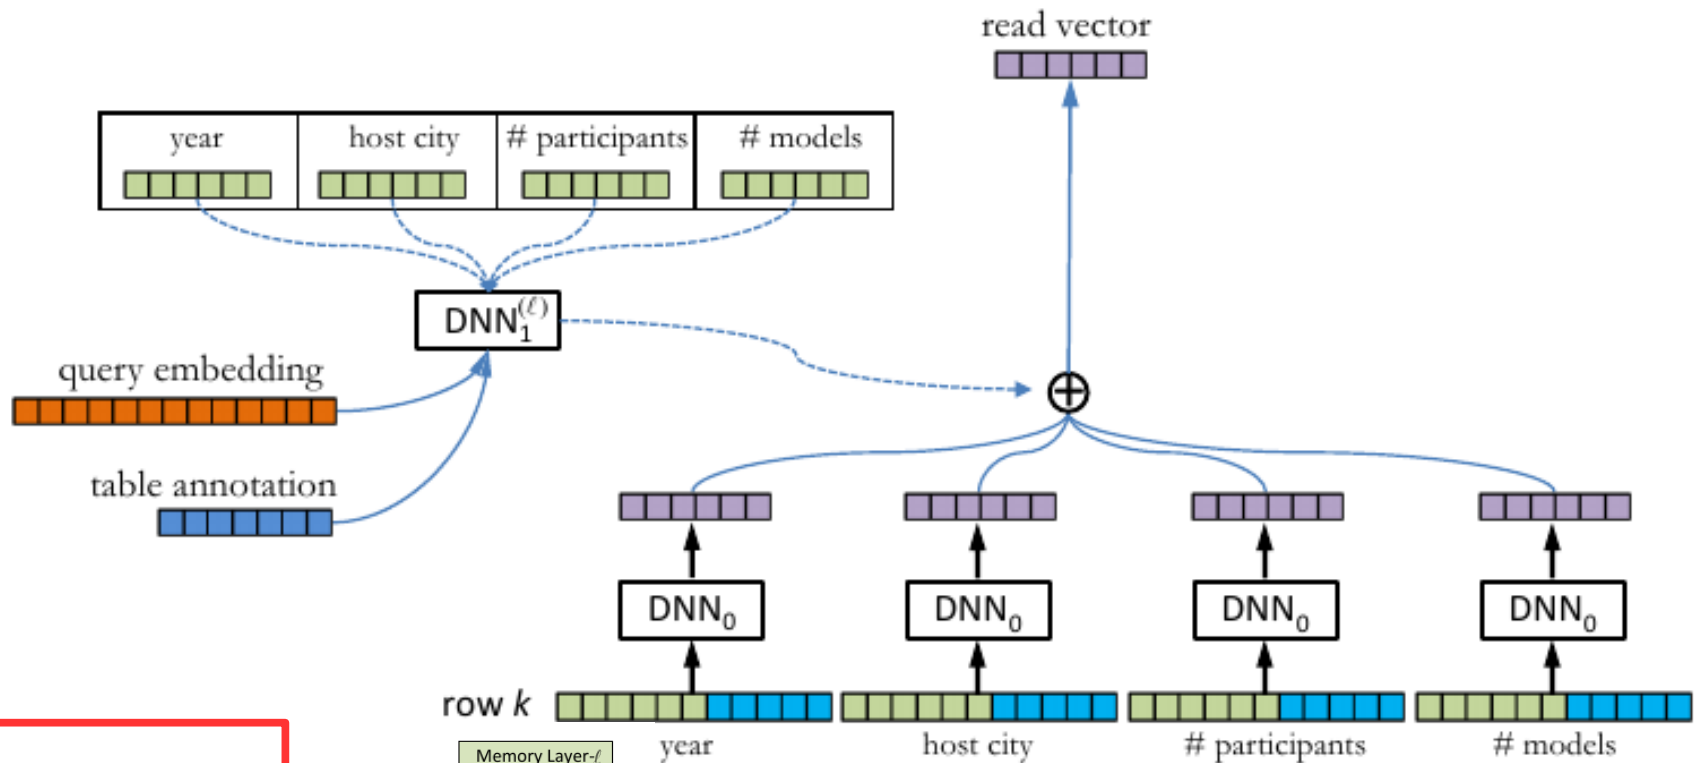 read vector
year host city # participants # models
DNN₁⁽ℓ⁾
query embedding
table annotation
DNN₀ DNN₀ DNN₀ DNN₀
row k
year host city # participants # models
Memory Layer-ℓ